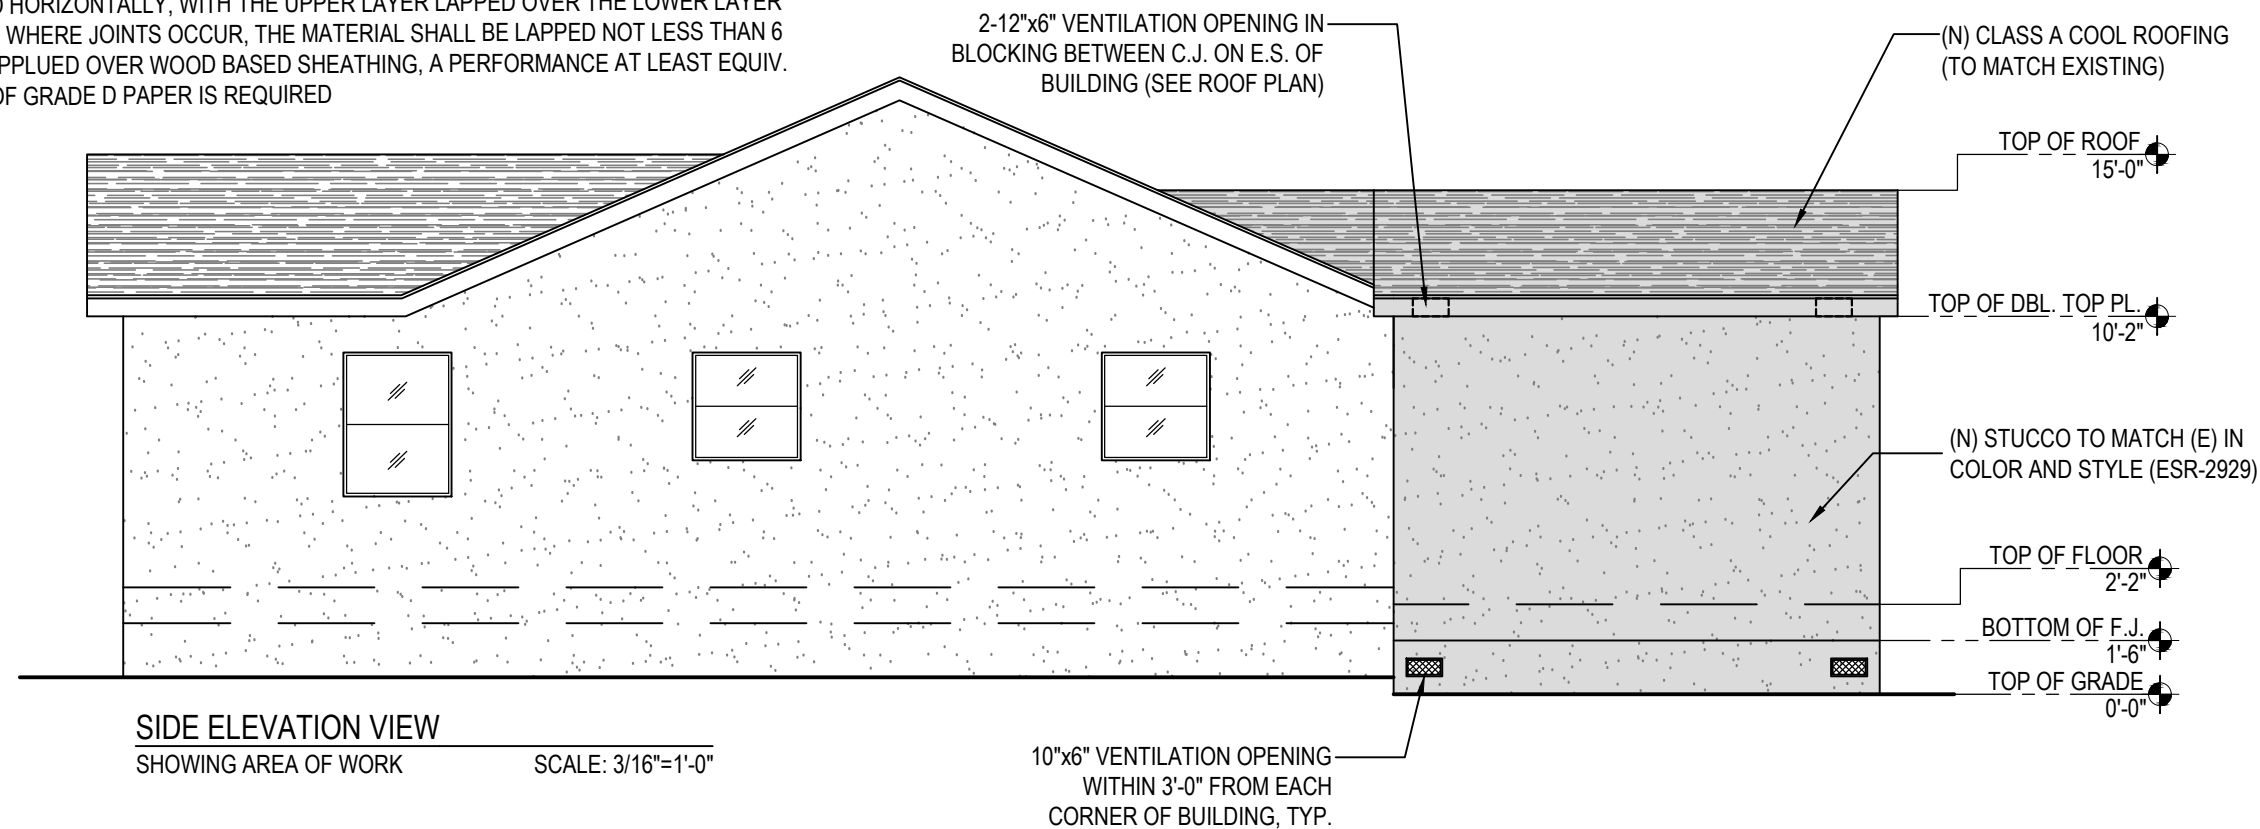 HORIZONTALLY, WITH THE UPPER LAYER LAPPED OVER THE LOWER LAYER
WHERE JOINTS OCCUR, THE MATERIAL SHALL BE LAPPED NOT LESS THAN 6
PPLUED OVER WOOD BASED SHEATHING, A PERFORMANCE AT LEAST EQUIV.
OF GRADE D PAPER IS REQUIRED
2-12"x6" VENTILATION OPENING IN
BLOCKING BETWEEN C.J. ON E.S. OF
BUILDING (SEE ROOF PLAN)
(N) CLASS A COOL ROOFING
(TO MATCH EXISTING)
TOP OF ROOF
15'-0"
TOP OF DBL. TOP PL.
10'-2"
(N) STUCCO TO MATCH (E) IN
COLOR AND STYLE (ESR-2929)
TOP OF FLOOR
2'-2"
BOTTOM OF F.J.
1'-6"
TOP OF GRADE
0'-0"
SIDE ELEVATION VIEW
SHOWING AREA OF WORK SCALE: 3/16"=1'-0"
10"x6" VENTILATION OPENING
WITHIN 3'-0" FROM EACH
CORNER OF BUILDING, TYP.